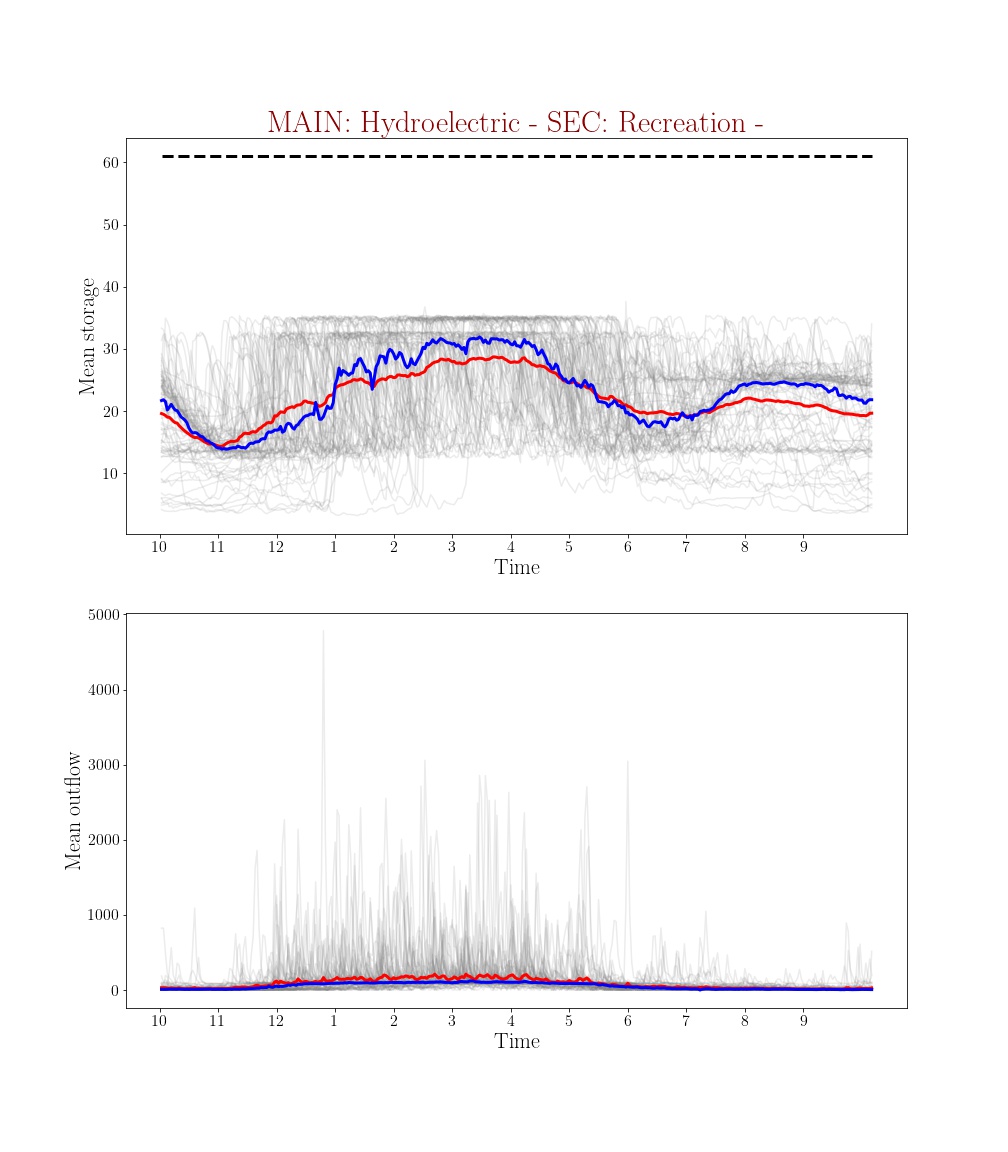 MAIN: Hydroelectric - SEC: Recreation -
60
50
40
30
20
10
Mean storage
10 11 12 1 2 3 4 5 6 7 8 9
Time
5000
4000
3000
2000
1000
0
Mean outflow
10 11 12 1 2 3 4 5 6 7 8 9
Time